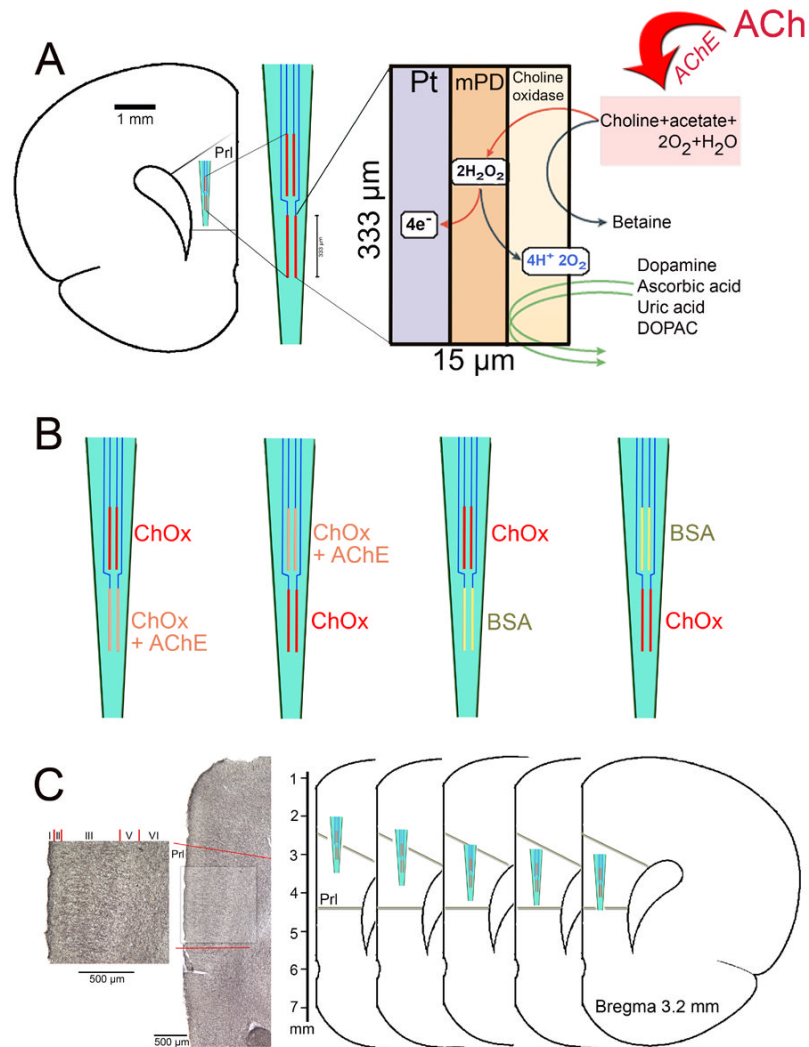 A
1 mm
Prl
333 µm
Pt
mPD
Choline
oxidase
333 µm
15 µm
2H₂O₂
4e⁻
4H⁺ 2O₂
ACh
AChE
Choline+acetate+
2O₂+H₂O
Betaine
Dopamine
Ascorbic acid
Uric acid
DOPAC
B
ChOx
ChOx
+ AChE
ChOx
+ AChE
ChOx
ChOx
BSA
BSA
ChOx
C
I II III V VI
Prl
500 µm
500 µm
1
2
3
4
5
6
7
mm
Prl
Bregma 3.2 mm